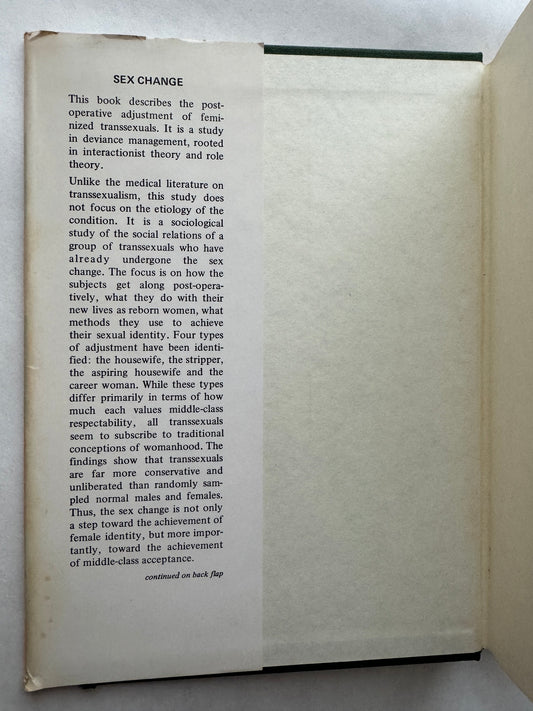 SEX CHANGE
This book describes the post-
operative adjustment of femi-
nized transsexuals. It is a study
in deviance management, rooted
in interactionist theory and role
theory.
Unlike the medical literature on
transsexualism, this study does
not focus on the etiology of the
condition. It is a sociological
study of the social relations of a
group of transsexuals who have
already undergone the sex
change. The focus is on how the
subjects get along post-opera-
tively, what they do with their
new lives as reborn women, what
methods they use to achieve
their sexual identity. Four types
of adjustment have been identi-
fied: the housewife, the stripper,
the aspiring housewife and the
career woman. While these types
differ primarily in terms of how
much each values middle-class
respectability, all transsexuals
seem to subscribe to traditional
conceptions of womanhood. The
findings show that transsexuals
are far more conservative and
unliberated than randomly sam-
pled normal males and females.
Thus, the sex change is not only
a step toward the achievement of
female identity, but more impor-
tantly, toward the achievement
of middle-class acceptance.
continued on back flap